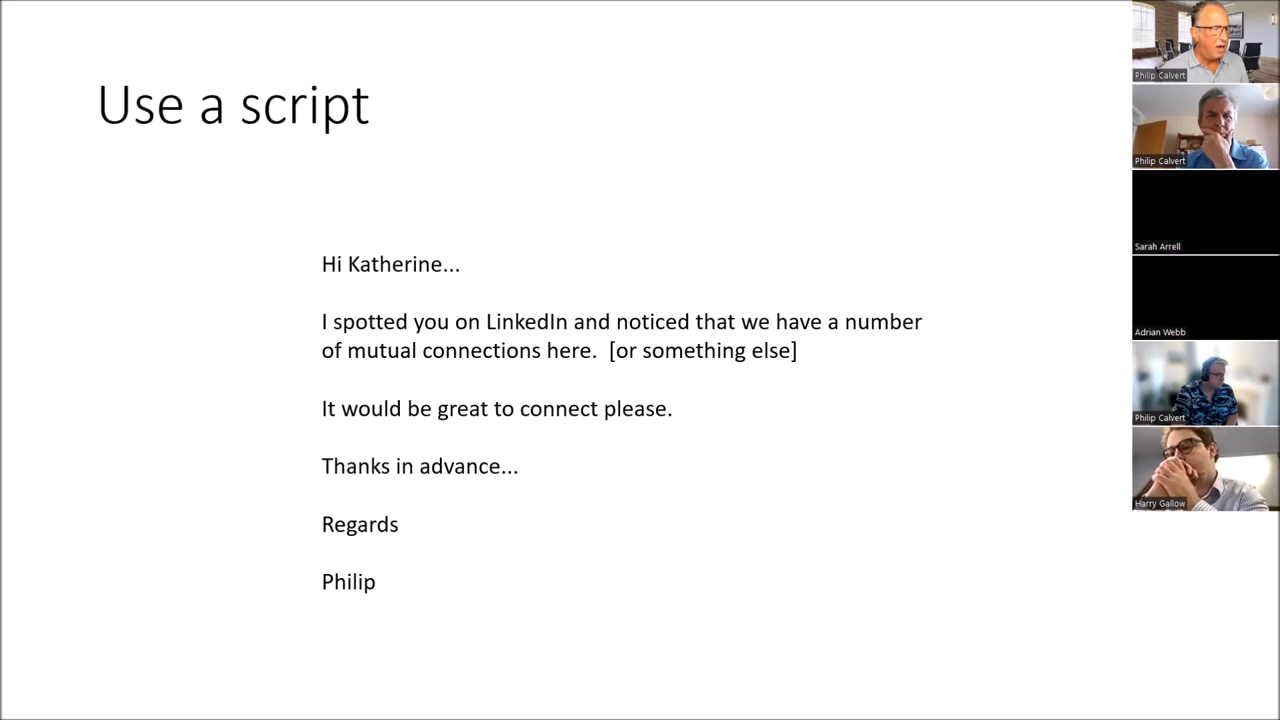 Use a script
Hi Katherine...
I spotted you on LinkedIn and noticed that we have a number
of mutual connections here.  [or something else]
It would be great to connect please.
Thanks in advance...
Regards
Philip
Philip Calvert
Philip Calvert
Sarah Arrell
Adrian Webb
Philip Calvert
Harry Gallow